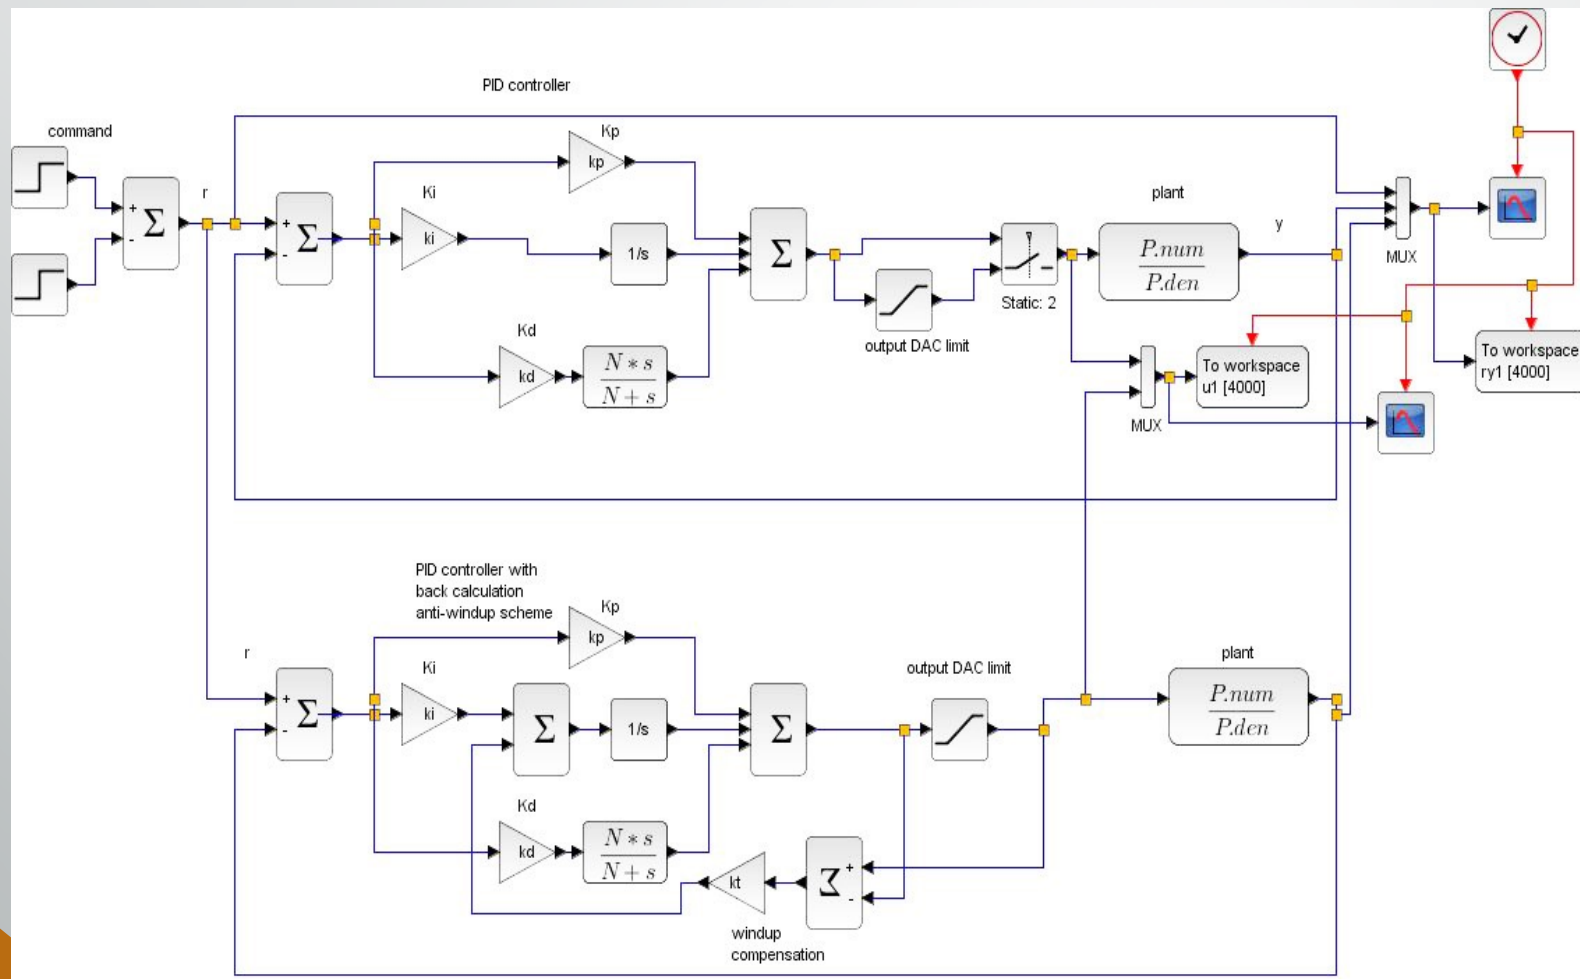 PID controller
command
+
-
Σ
r
+
-
Σ
Kp
kp
Ki
ki
1/s
Kd
kd
N * s
N + s
Σ
output DAC limit
Static: 2
plant
P.num
P.den
y
MUX
MUX
To workspace
u1 [4000]
To workspace
ry1 [4000]
PID controller with
back calculation
anti-windup scheme
r
+
-
Σ
Kp
kp
Ki
ki
Σ
1/s
Kd
kd
N * s
N + s
Σ
output DAC limit
plant
P.num
P.den
kt
Σ
+
-
windup
compensation